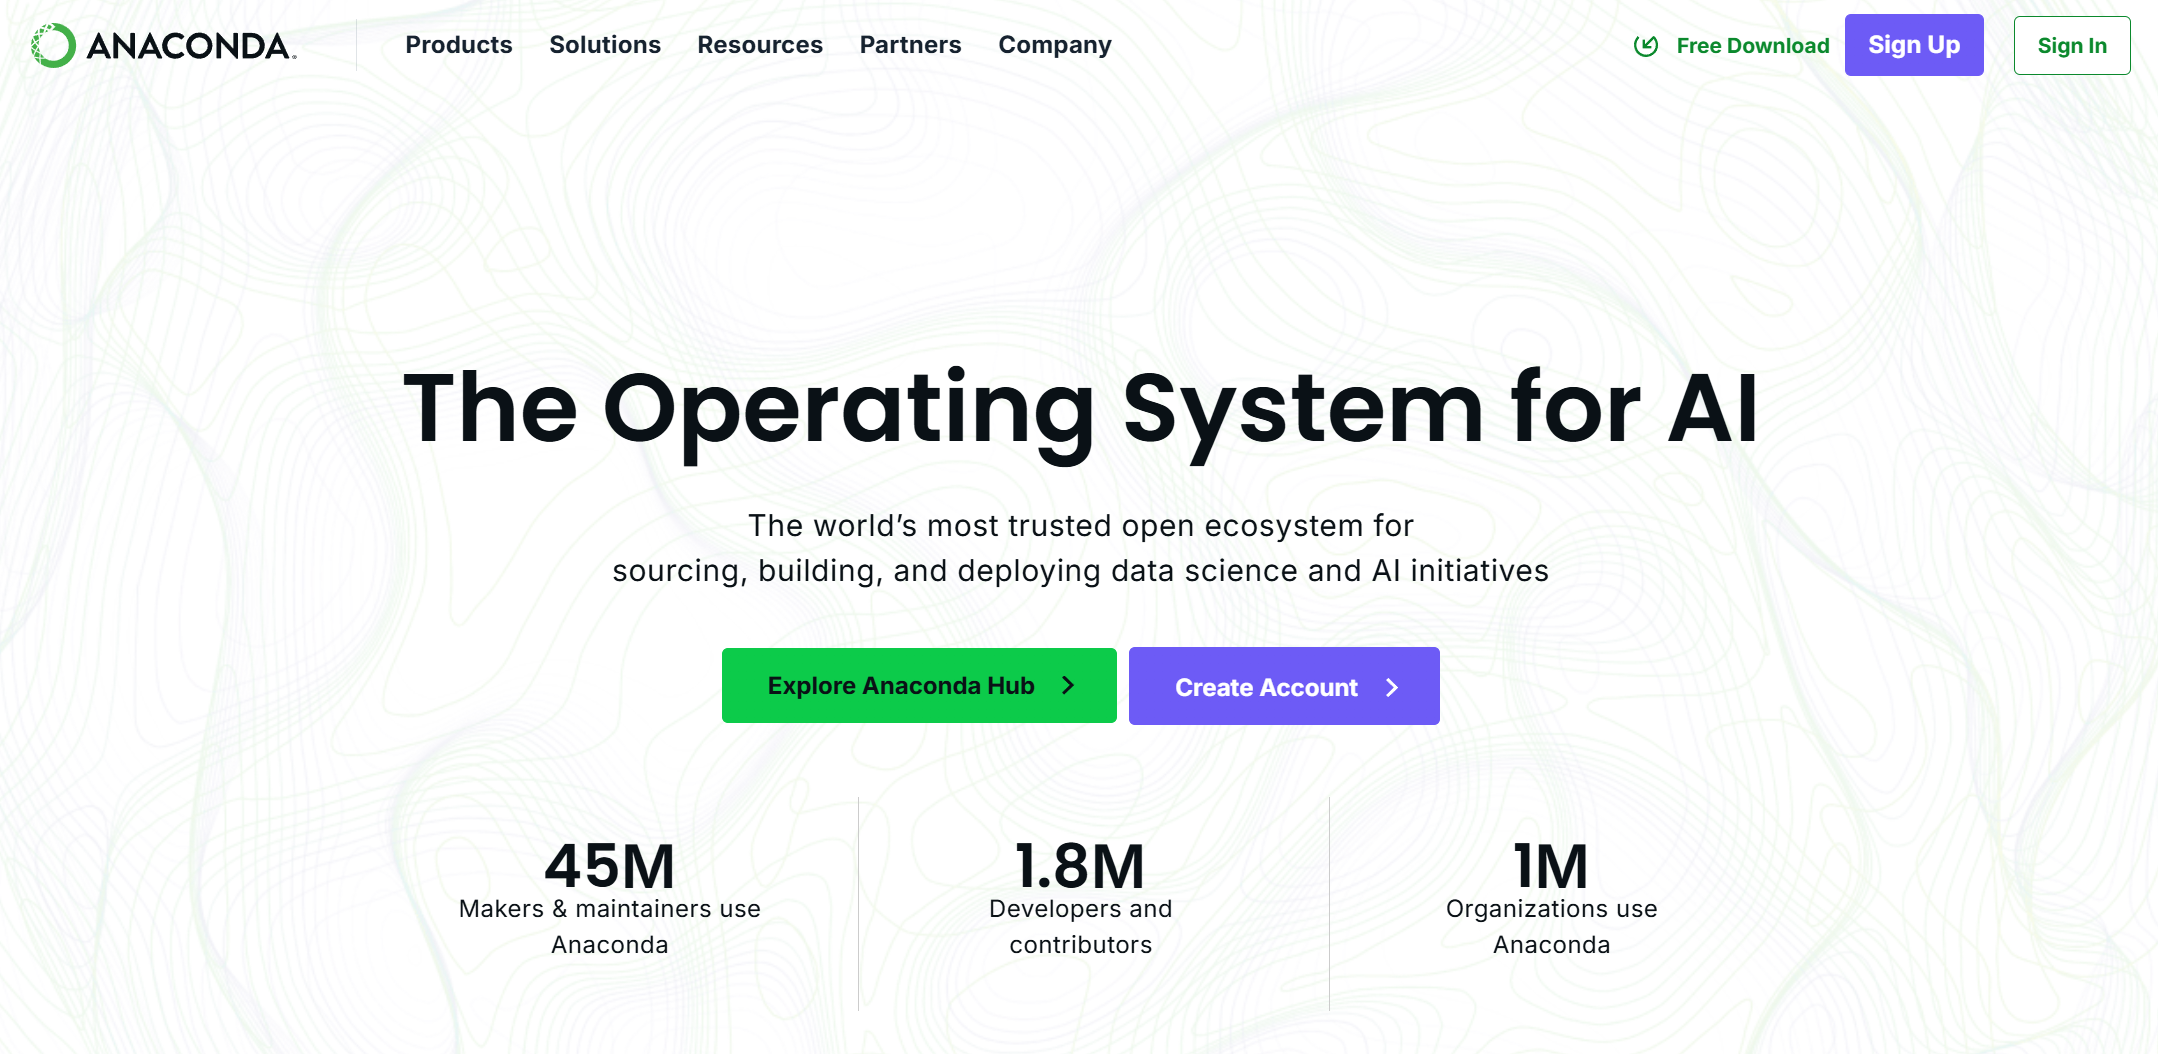 ANACONDA
Products Solutions Resources Partners Company
Free Download Sign Up Sign In
The Operating System for AI
The world’s most trusted open ecosystem for
sourcing, building, and deploying data science and AI initiatives
Explore Anaconda Hub
Create Account
45M
Makers & maintainers use
Anaconda
1.8M
Developers and
contributors
1M
Organizations use
Anaconda